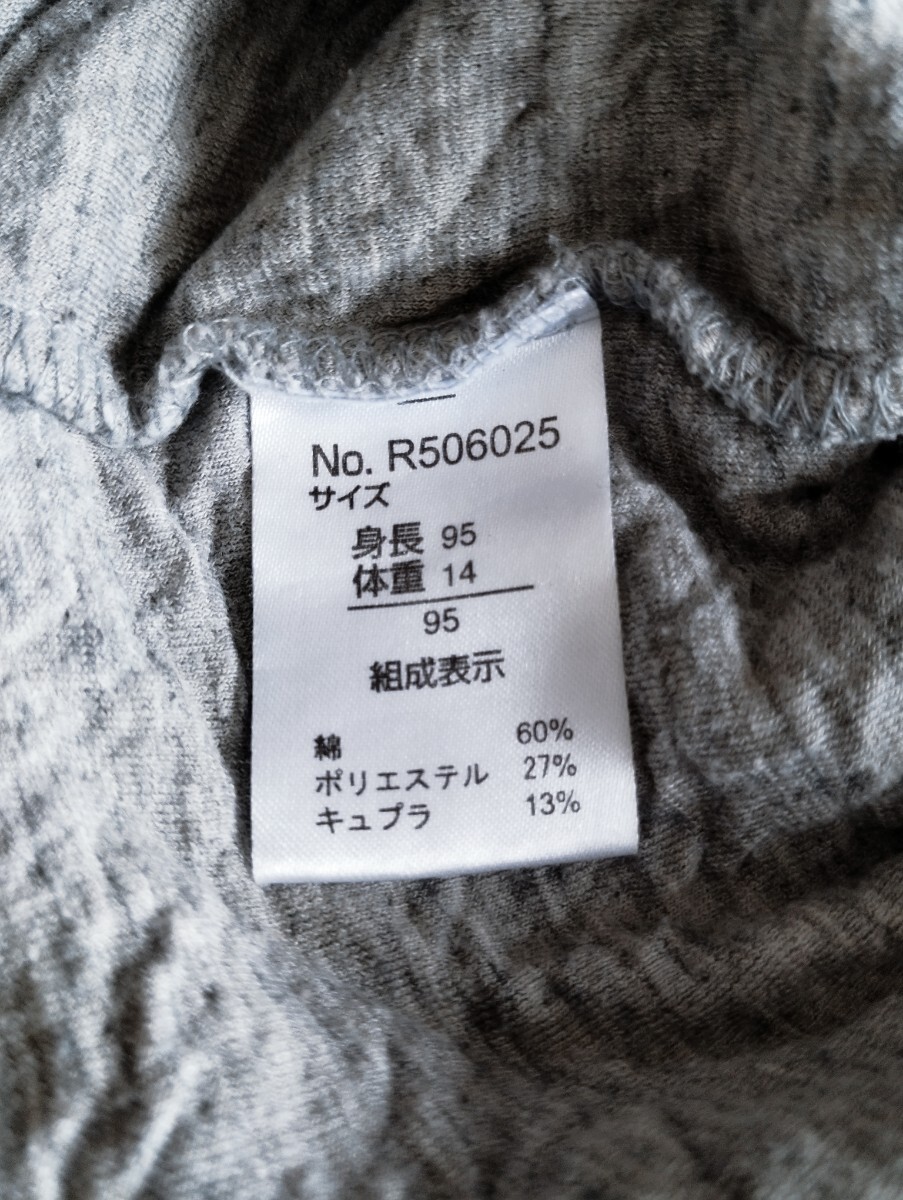 No. R506025
サイズ
身長 95
体重 14
95
組成表示
綿 60%
ポリエステル 27%
キュプラ 13%